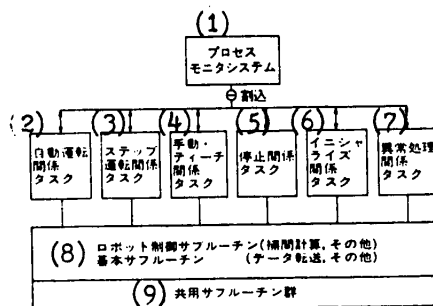 (1)
プロセス
モニタシステム
割込
(2)
自動運転
関係
タスク
(3)
ステップ
運転関係
タスク
(4)
手動・
ティーチ
関係
タスク
(5)
停止関係
タスク
(6)
イニシャ
ライズ関
係タスク
(7)
異常処理
関係
タスク
(8) ロボット制御サブルーチン(補間計算,その他)
基本サブルーチン (データ転送,その他)
(9) 共用サブルーチン群